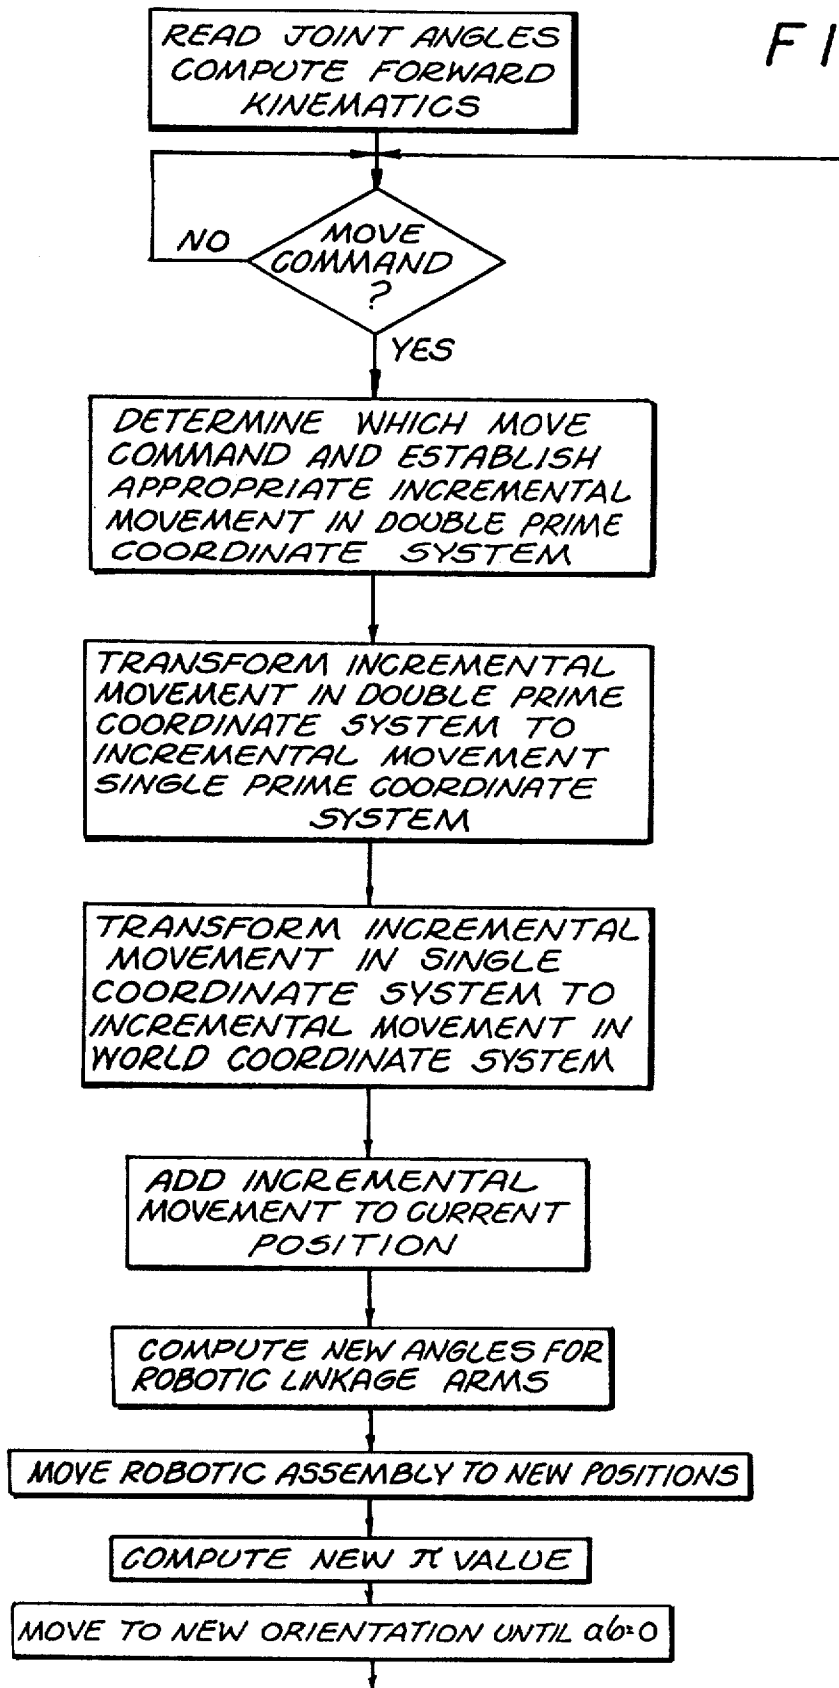 READ JOINT ANGLES
COMPUTE FORWARD
KINEMATICS
FI
NO
MOVE
COMMAND
?
YES
DETERMINE WHICH MOVE
COMMAND AND ESTABLISH
APPROPRIATE INCREMENTAL
MOVEMENT IN DOUBLE PRIME
COORDINATE SYSTEM
TRANSFORM INCREMENTAL
MOVEMENT IN DOUBLE PRIME
COORDINATE SYSTEM TO
INCREMENTAL MOVEMENT
SINGLE PRIME COORDINATE
SYSTEM
TRANSFORM INCREMENTAL
MOVEMENT IN SINGLE
COORDINATE SYSTEM TO
INCREMENTAL MOVEMENT IN
WORLD COORDINATE SYSTEM
ADD INCREMENTAL
MOVEMENT TO CURRENT
POSITION
COMPUTE NEW ANGLES FOR
ROBOTIC LINKAGE ARMS
MOVE ROBOTIC ASSEMBLY TO NEW POSITIONS
COMPUTE NEW π VALUE
MOVE TO NEW ORIENTATION UNTIL ab=0